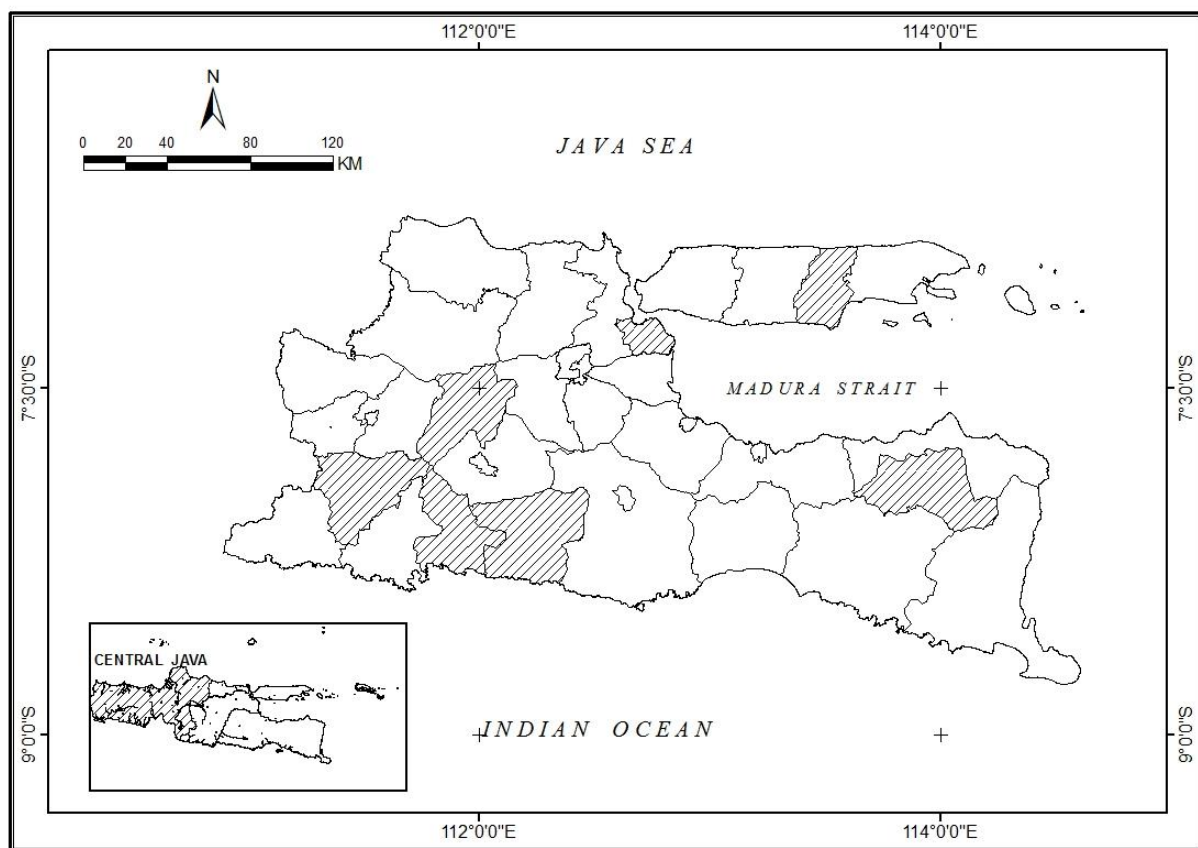 112°0'0"E 114°0'0"E
N
0 20 40 80 120
KM
JAVA SEA
7°30'0"S 7°30'0"S
MADURA STRAIT
CENTRAL JAVA
INDIAN OCEAN
9°0'0"S 9°0'0"S
112°0'0"E 114°0'0"E